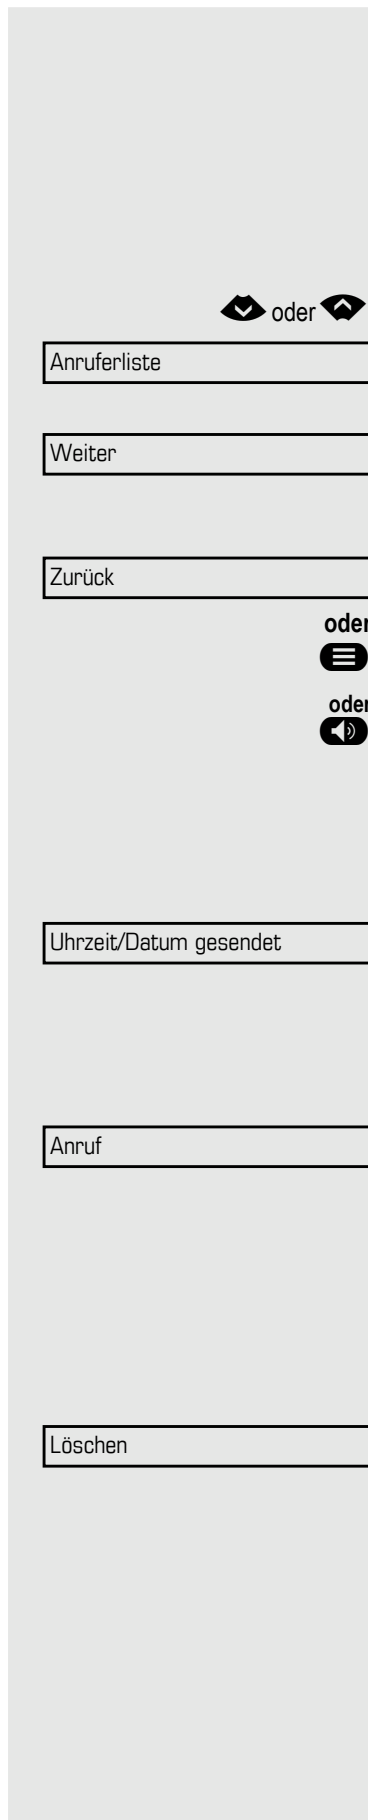 oder
Anruferliste
Weiter
Zurück
oder
oder
Uhrzeit/Datum gesendet
Anruf
Löschen